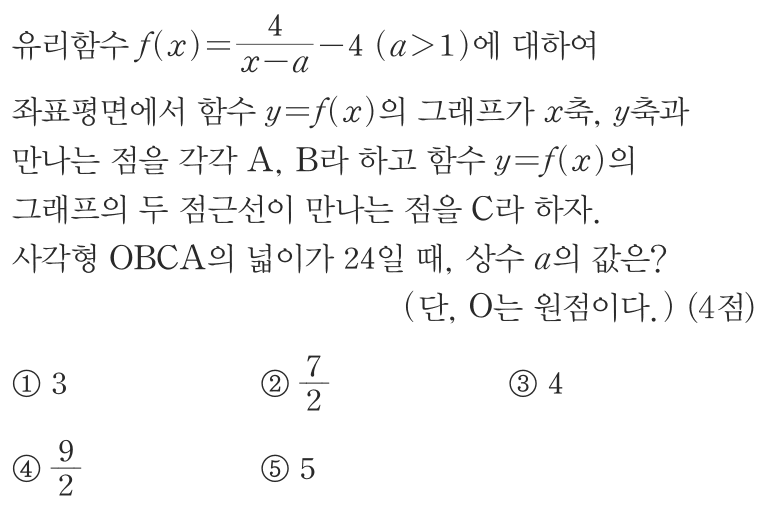 유리함수 f(x)=4/(x-a)-4 (a>1)에 대하여
좌표평면에서 함수 y=f(x)의 그래프가 x축, y축과
만나는 점을 각각 A, B라 하고 함수 y=f(x)의
그래프의 두 점근선이 만나는 점을 C라 하자.
사각형 OBCA의 넓이가 24일 때, 상수 a의 값은?
(단, O는 원점이다.) (4점)
① 3 ② 7/2 ③ 4
④ 9/2 ⑤ 5